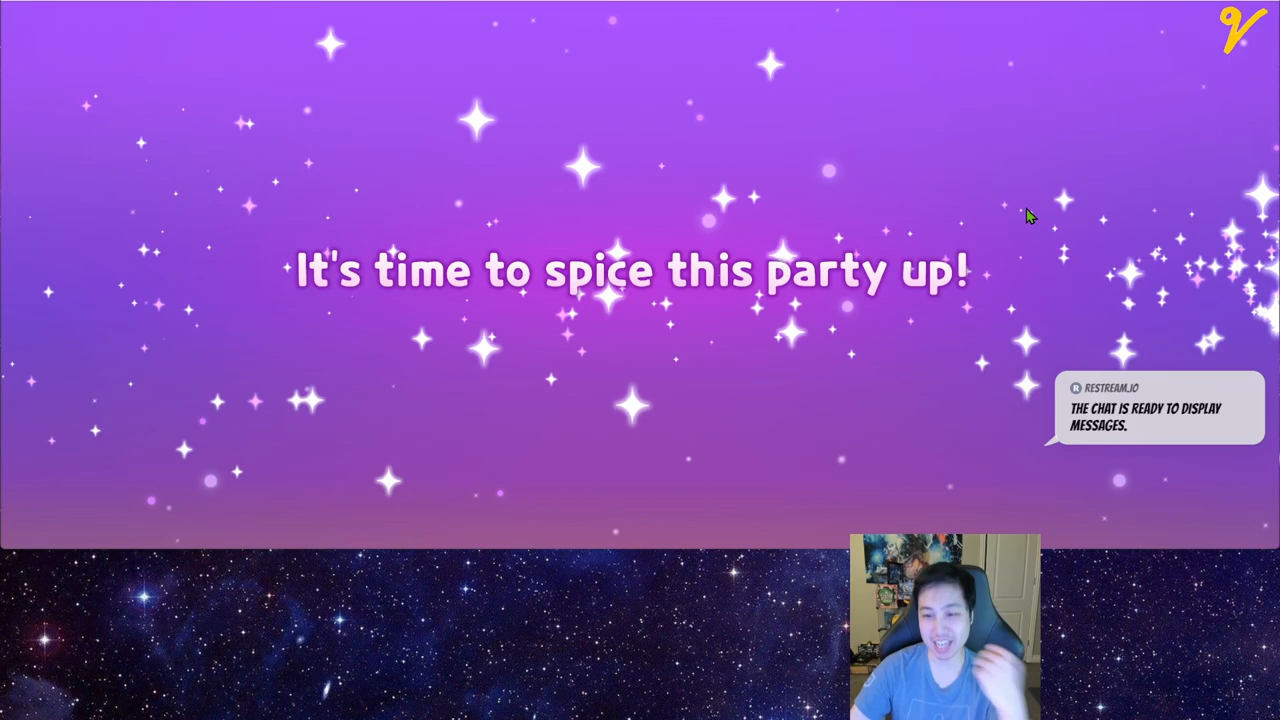 It's time to spice this party up!
RESTREAM.IO
THE CHAT IS READY TO DISPLAY
MESSAGES.